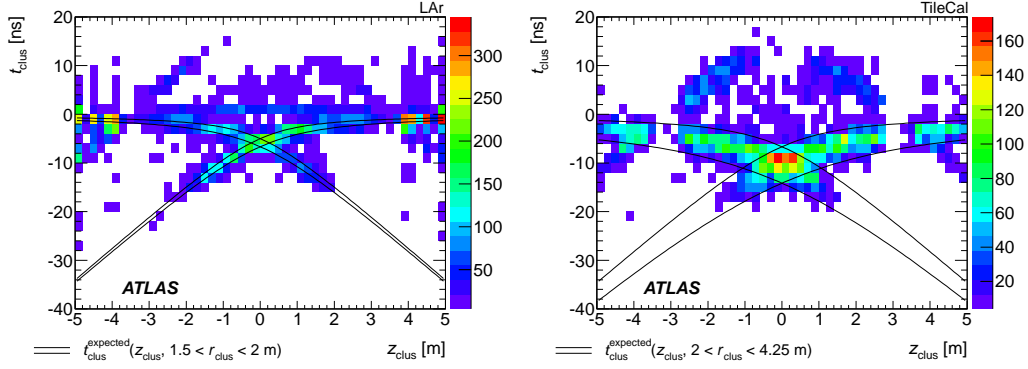 LAr
t_clus [ns]
20
10
0
-10
-20
-30
-40
ATLAS
-5 -4 -3 -2 -1 0 1 2 3 4 5
300
250
200
150
100
50
t_clus^expected(z_clus, 1.5 < r_clus < 2 m)
z_clus [m]
TileCal
t_clus [ns]
20
10
0
-10
-20
-30
-40
ATLAS
-5 -4 -3 -2 -1 0 1 2 3 4 5
160
140
120
100
80
60
40
20
t_clus^expected(z_clus, 2 < r_clus < 4.25 m)
z_clus [m]